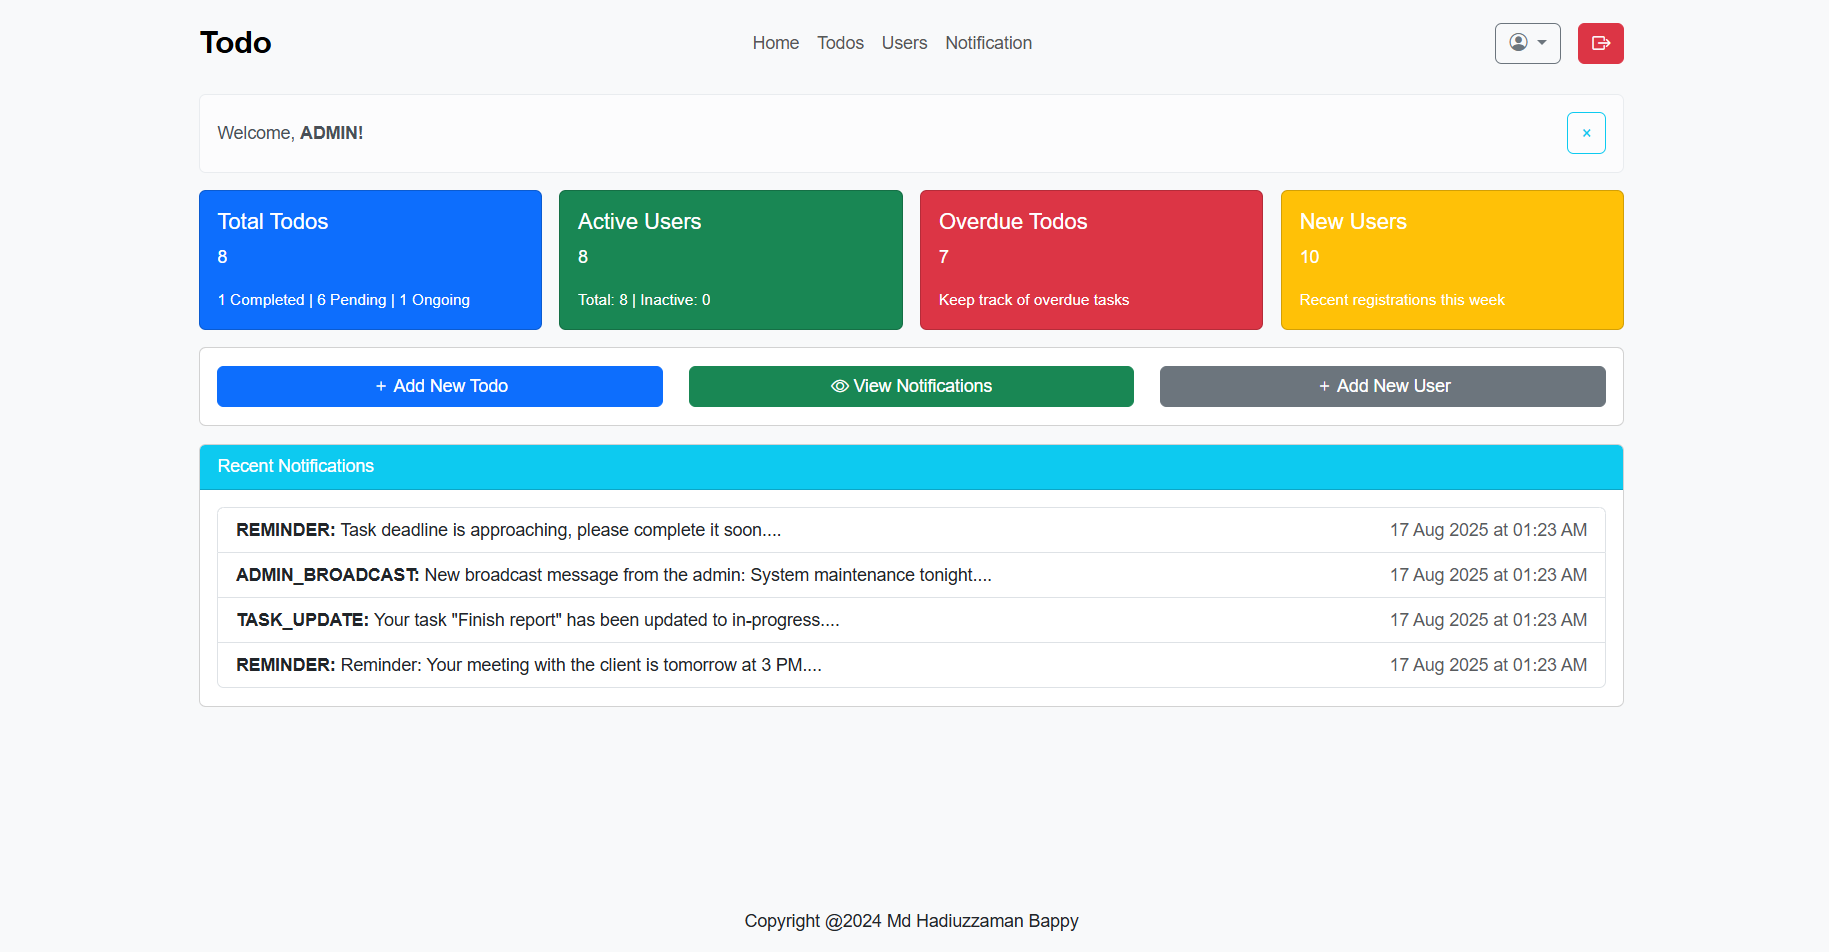 Todo
Home Todos Users Notification
Welcome, ADMIN!
×
Total Todos
8
1 Completed | 6 Pending | 1 Ongoing
Active Users
8
Total: 8 | Inactive: 0
Overdue Todos
7
Keep track of overdue tasks
New Users
10
Recent registrations this week
+ Add New Todo
View Notifications
+ Add New User
Recent Notifications
REMINDER: Task deadline is approaching, please complete it soon.... 17 Aug 2025 at 01:23 AM
ADMIN_BROADCAST: New broadcast message from the admin: System maintenance tonight.... 17 Aug 2025 at 01:23 AM
TASK_UPDATE: Your task "Finish report" has been updated to in-progress.... 17 Aug 2025 at 01:23 AM
REMINDER: Reminder: Your meeting with the client is tomorrow at 3 PM.... 17 Aug 2025 at 01:23 AM
Copyright @2024 Md Hadiuzzaman Bappy